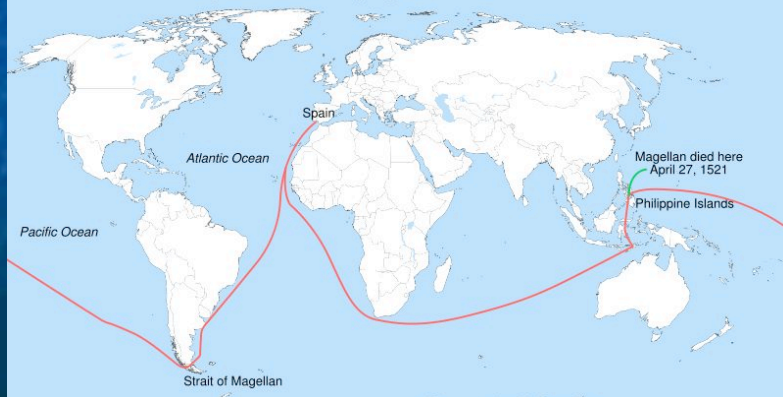 Spain
Atlantic Ocean
Magellan died here
April 27, 1521
Philippine Islands
Pacific Ocean
Strait of Magellan